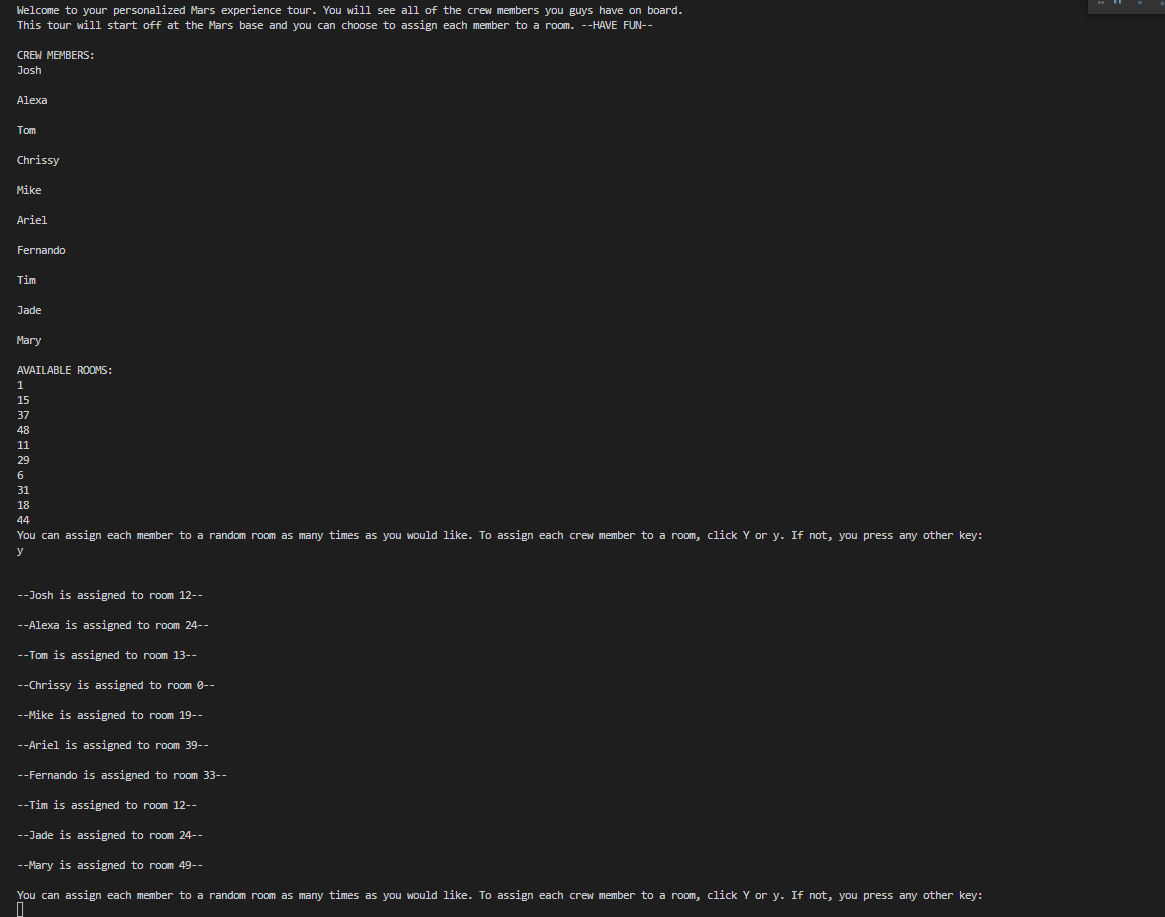 Welcome to your personalized Mars experience tour. You will see all of the crew members you guys have on board.
This tour will start off at the Mars base and you can choose to assign each member to a room. --HAVE FUN--
CREW MEMBERS:
Josh
Alexa
Tom
Chrissy
Mike
Ariel
Fernando
Tim
Jade
Mary
AVAILABLE ROOMS:
1
15
37
48
11
29
6
31
18
44
You can assign each member to a random room as many times as you would like. To assign each crew member to a room, click Y or y. If not, you press any other key:
y
--Josh is assigned to room 12--
--Alexa is assigned to room 24--
--Tom is assigned to room 13--
--Chrissy is assigned to room 0--
--Mike is assigned to room 19--
--Ariel is assigned to room 39--
--Fernando is assigned to room 33--
--Tim is assigned to room 12--
--Jade is assigned to room 24--
--Mary is assigned to room 49--
You can assign each member to a random room as many times as you would like. To assign each crew member to a room, click Y or y. If not, you press any other key: